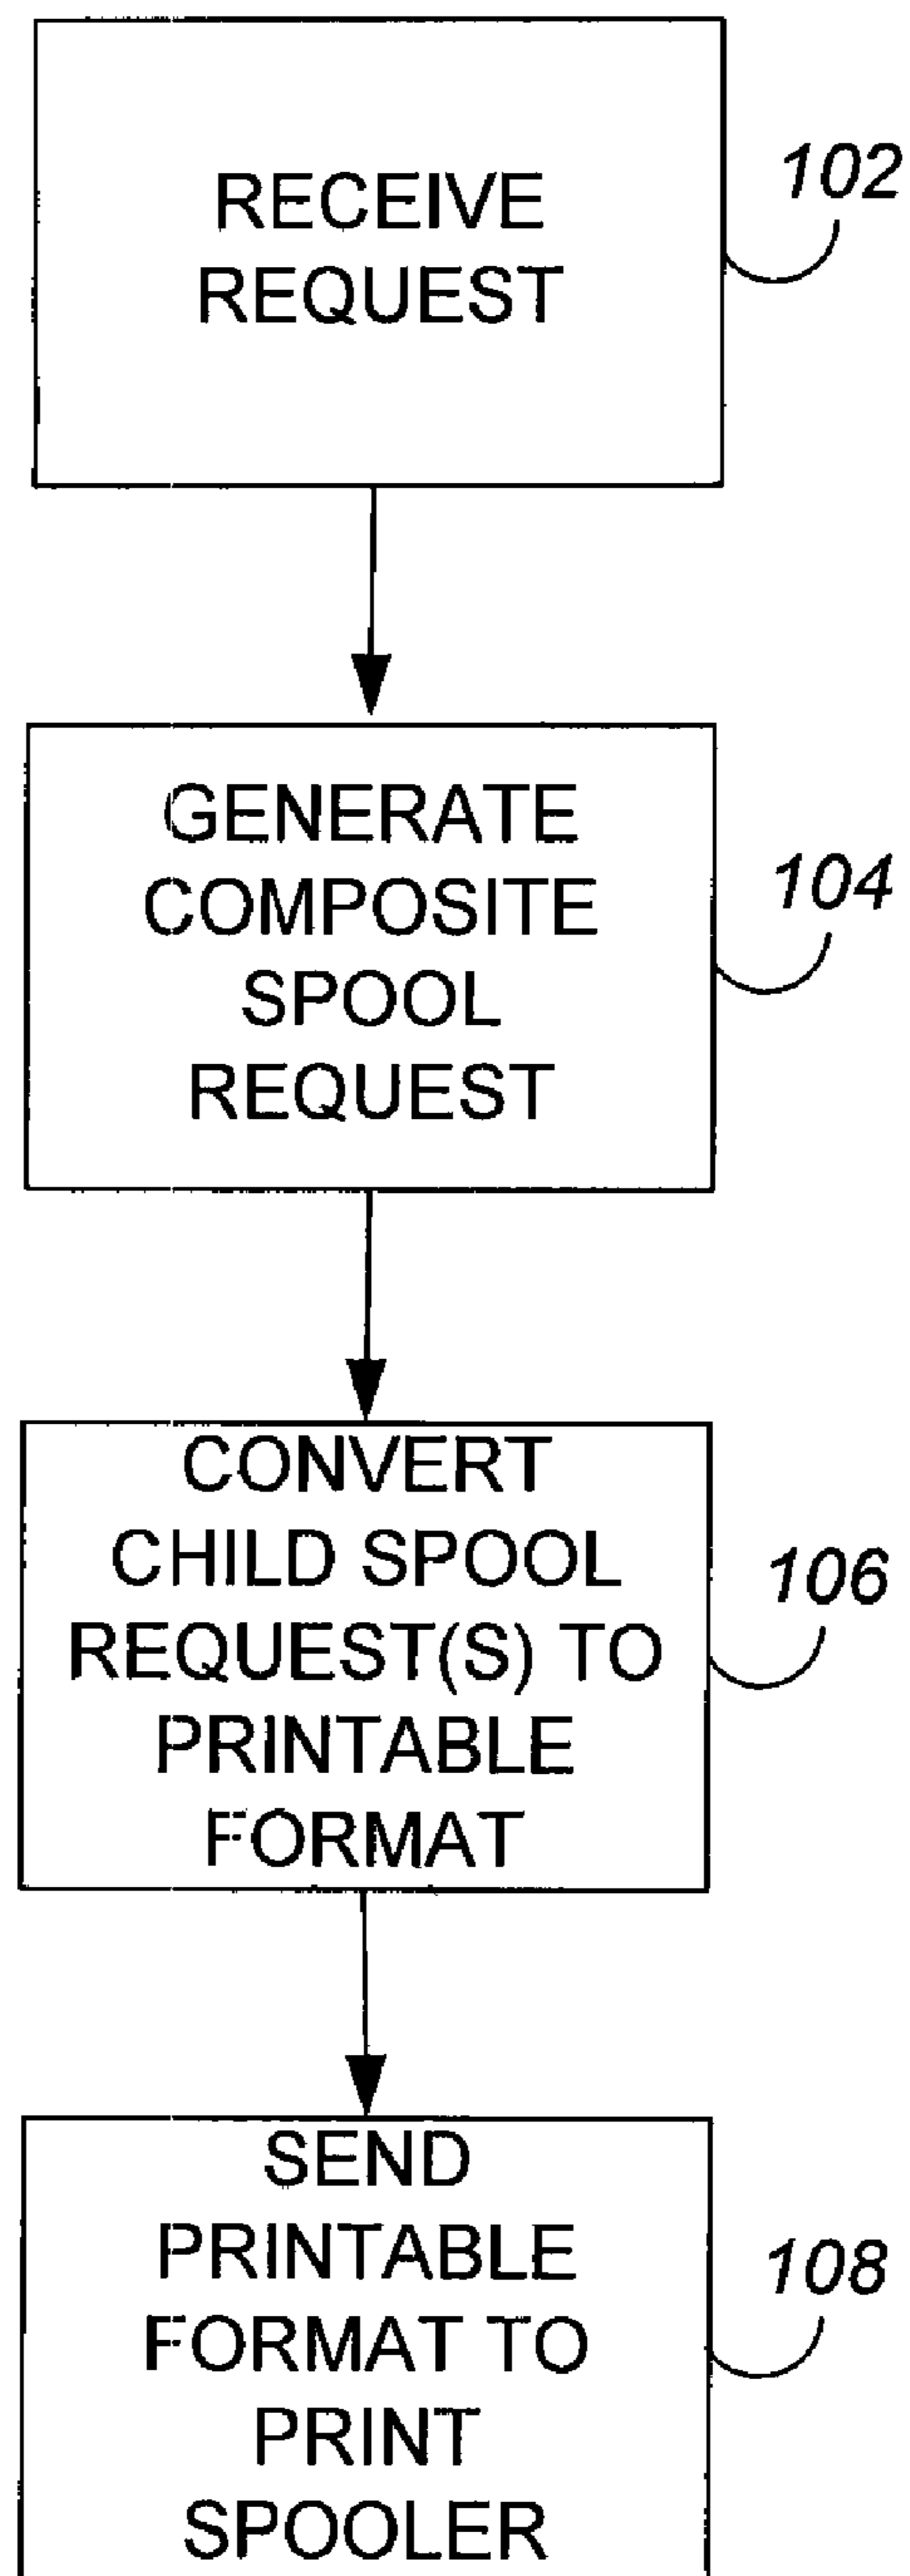 RECEIVE
REQUEST
102
GENERATE
COMPOSITE
SPOOL
REQUEST
104
CONVERT
CHILD SPOOL
REQUEST(S) TO
PRINTABLE
FORMAT
106
SEND
PRINTABLE
FORMAT TO
PRINT
SPOOLER
108